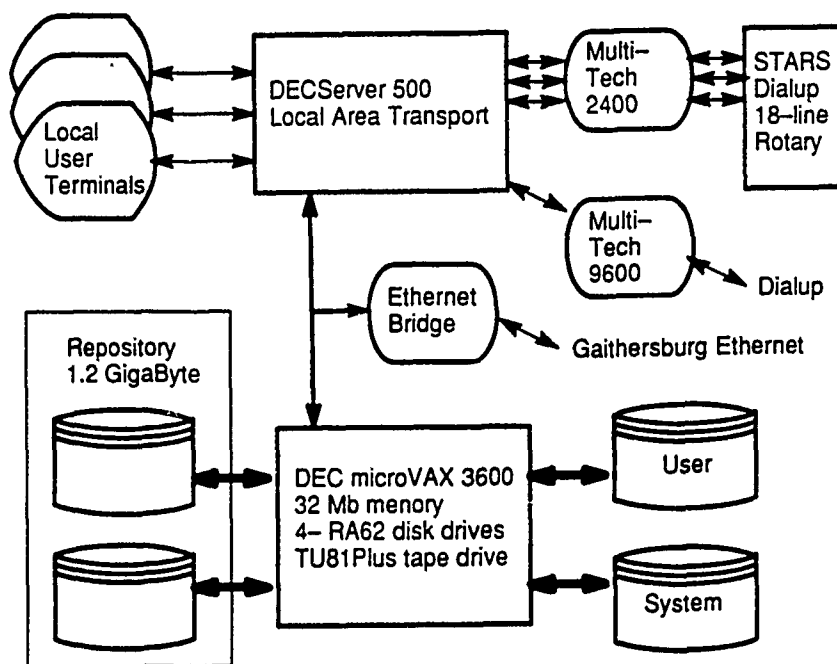 Local
User
Terminals
DECServer 500
Local Area Transport
Multi–
Tech
2400
STARS
Dialup
18–line
Rotary
Multi–
Tech
9600
Dialup
Ethernet
Bridge
Gaithersburg Ethernet
Repository
1.2 GigaByte
DEC microVAX 3600
32 Mb menory
4– RA62 disk drives
TU81Plus tape drive
User
System